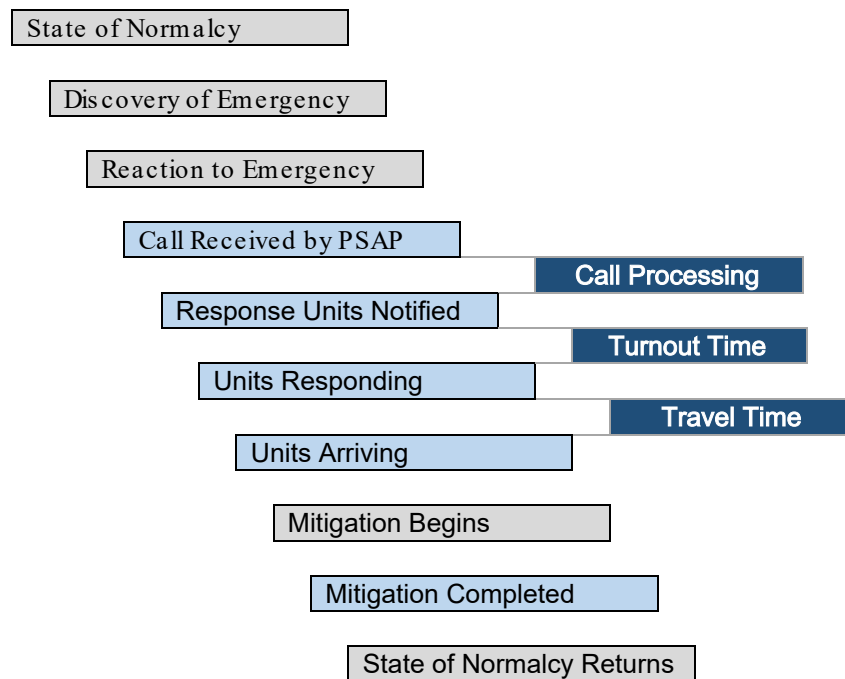 State of Normalcy
Discovery of Emergency
Reaction to Emergency
Call Received by PSAP
Call Processing
Response Units Notified
Turnout Time
Units Responding
Travel Time
Units Arriving
Mitigation Begins
Mitigation Completed
State of Normalcy Returns